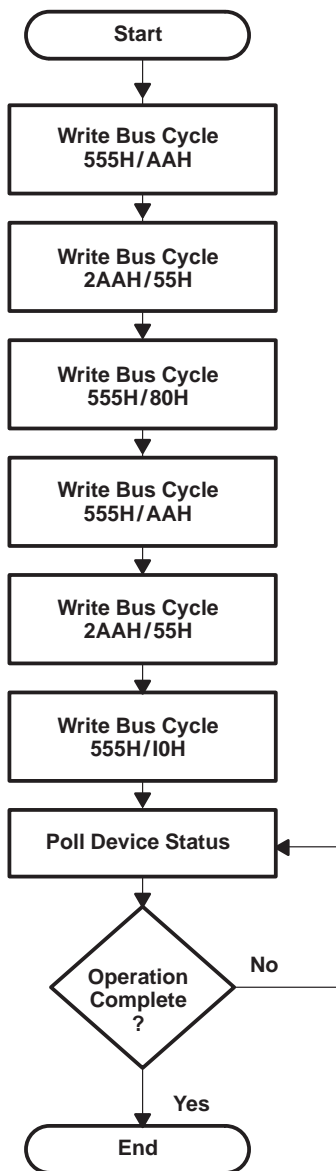 Start
Write Bus Cycle
555H/AAH
Write Bus Cycle
2AAH/55H
Write Bus Cycle
555H/80H
Write Bus Cycle
555H/AAH
Write Bus Cycle
2AAH/55H
Write Bus Cycle
555H/I0H
Poll Device Status
Operation
Complete
?
No
Yes
End